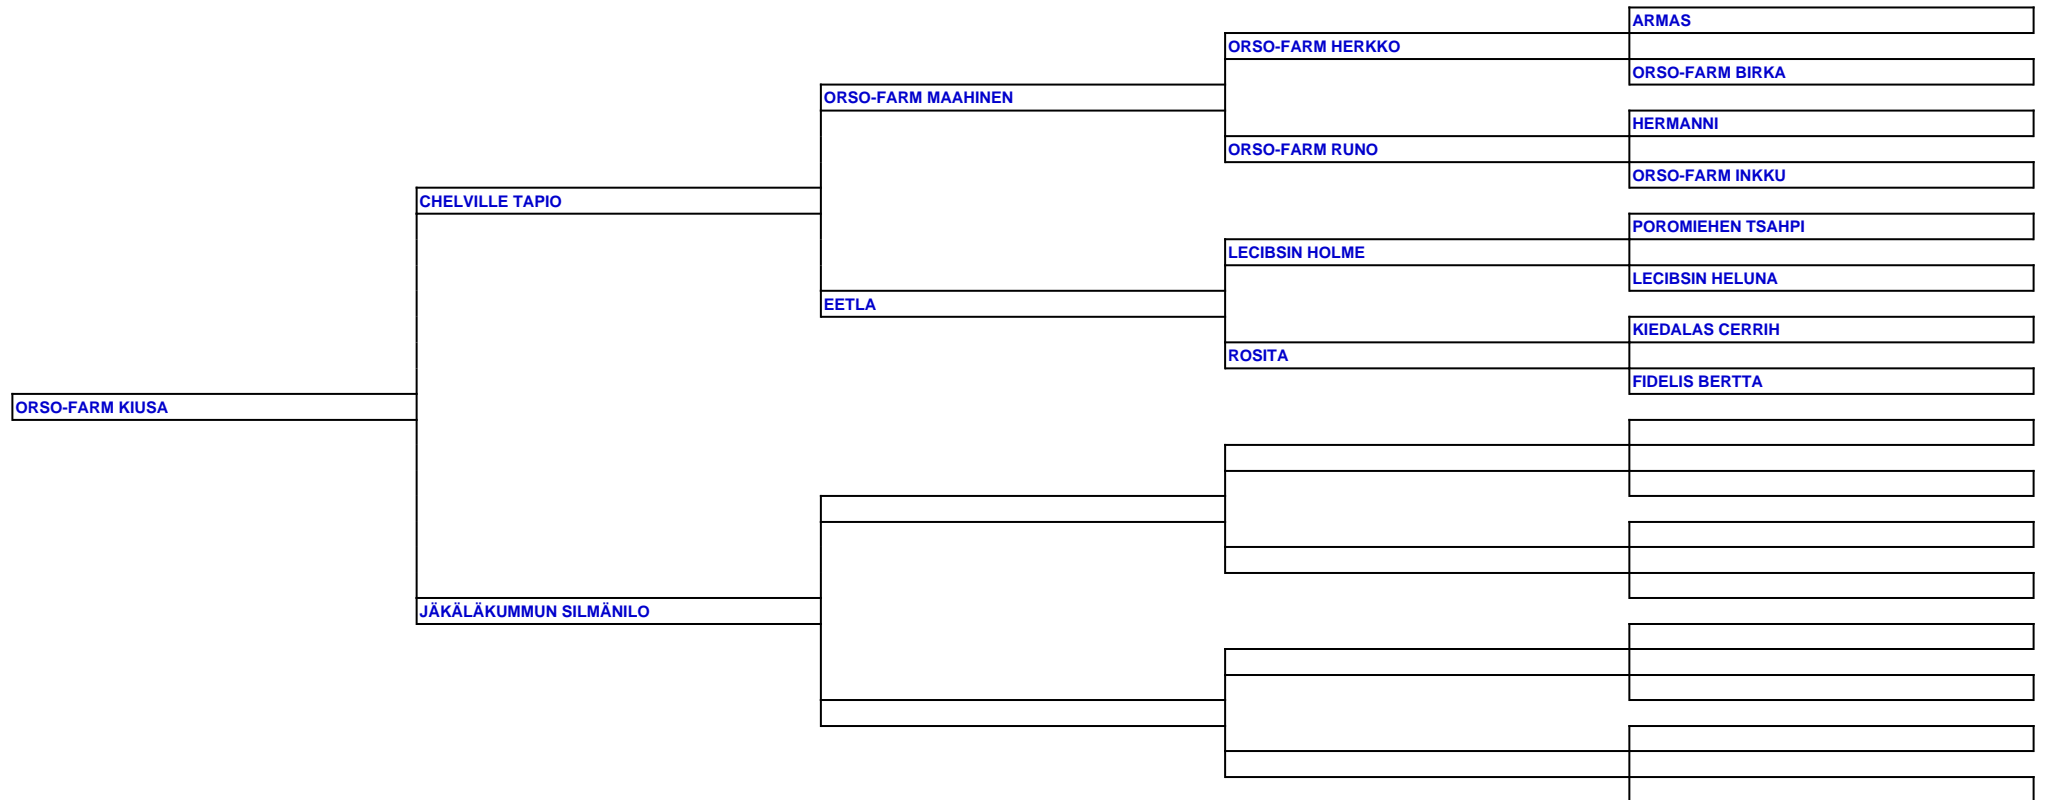 ARMAS
ORSO-FARM HERKKO
ORSO-FARM BIRKA
ORSO-FARM MAAHINEN
HERMANNI
ORSO-FARM RUNO
ORSO-FARM INKKU
CHELVILLE TAPIO
POROMIEHEN TSAHPI
LECIBSIN HOLME
LECIBSIN HELUNA
EETLA
KIEDALAS CERRIH
ROSITA
FIDELIS BERTTA
ORSO-FARM KIUSA
JÄKÄLÄKUMMUN SILMÄNILO